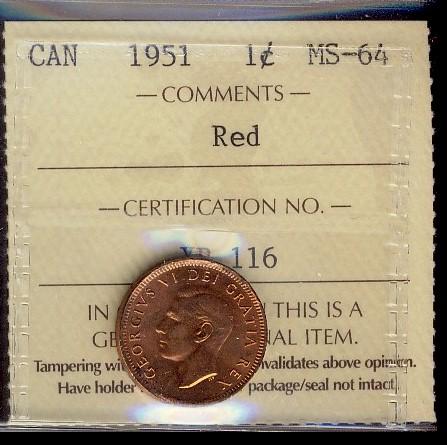 CAN 1951 1¢ MS-64
— COMMENTS —
Red
— CERTIFICATION NO. —
116
IN THIS IS A
GE NAL ITEM.
Tampering wi validates above opinion.
Have holder package/seal not intact
GEORGIVS VI DEI GRATIA REX